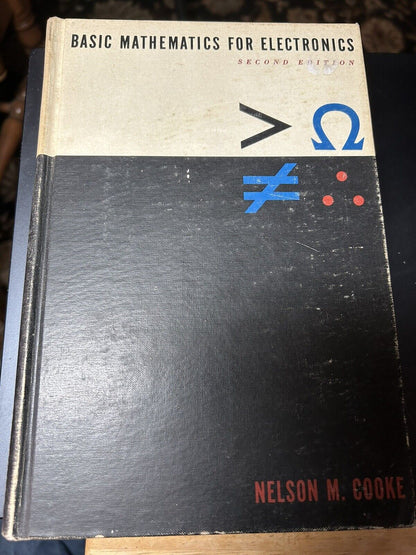 BASIC MATHEMATICS FOR ELECTRONICS
SECOND EDITION
> Ω
≠ ∴
NELSON M. COOKE